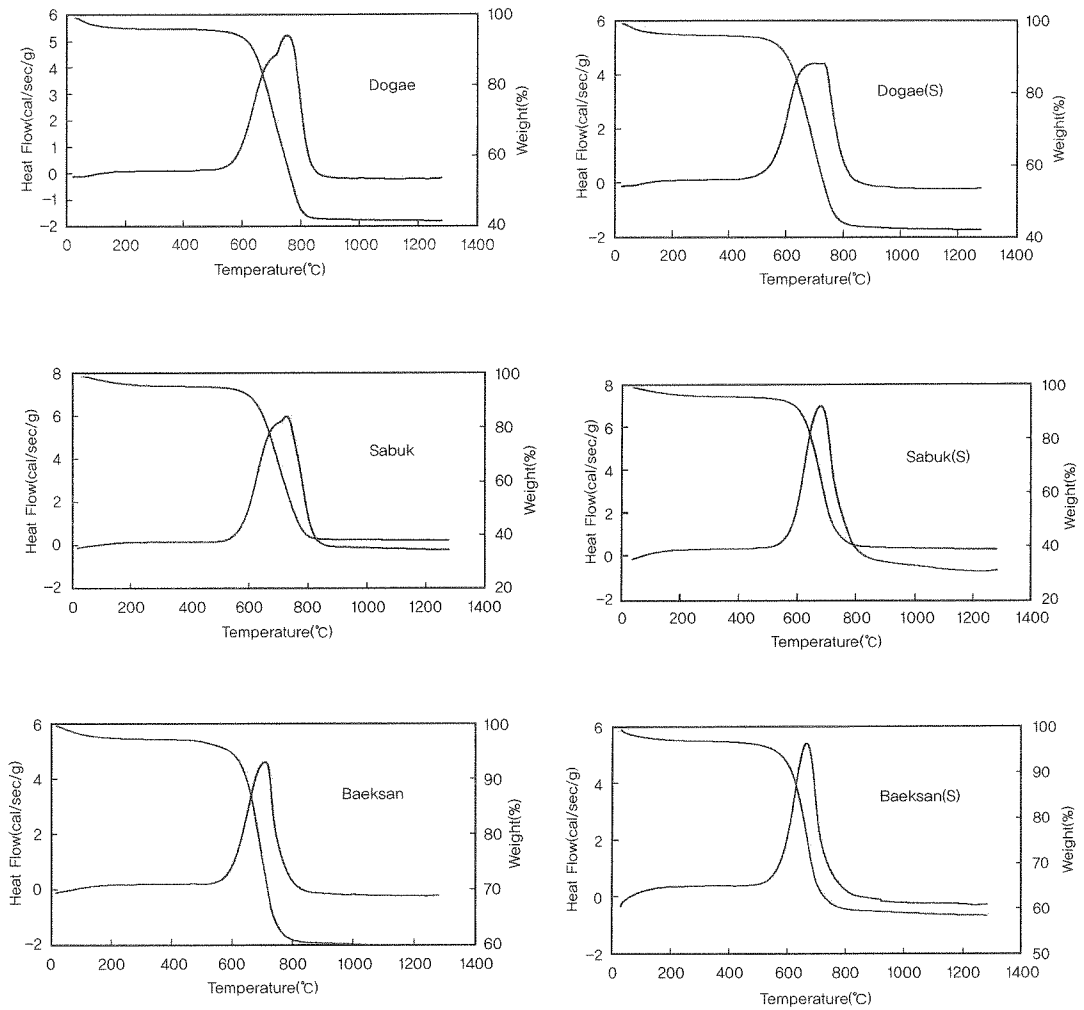 6
5
4
3
2
1
0
−1
−2
Heat Flow(cal/sec/g)
100
80
60
40
Weight(%)
Dogae
0 200 400 600 800 1000 1200 1400
Temperature(℃)
6
4
2
0
−2
Heat Flow(cal/sec/g)
100
80
60
40
Weight(%)
Dogae(S)
0 200 400 600 800 1000 1200 1400
Temperature(℃)
8
6
4
2
0
−2
Heat Flow(cal/sec/g)
100
80
60
40
20
Weight(%)
Sabuk
0 200 400 600 800 1000 1200 1400
Temperature(℃)
8
6
4
2
0
−2
Heat Flow(cal/sec/g)
100
80
60
40
20
Weight(%)
Sabuk(S)
0 200 400 600 800 1000 1200 1400
Temperature(℃)
6
4
2
0
−2
Heat Flow(cal/sec/g)
100
90
80
70
60
Weight(%)
Baeksan
0 200 400 600 800 1000 1200 1400
Temperature(℃)
6
4
2
0
−2
Heat Flow(cal/sec/g)
100
90
80
70
60
50
Weight(%)
Baeksan(S)
0 200 400 600 800 1000 1200 1400
Temperature(℃)